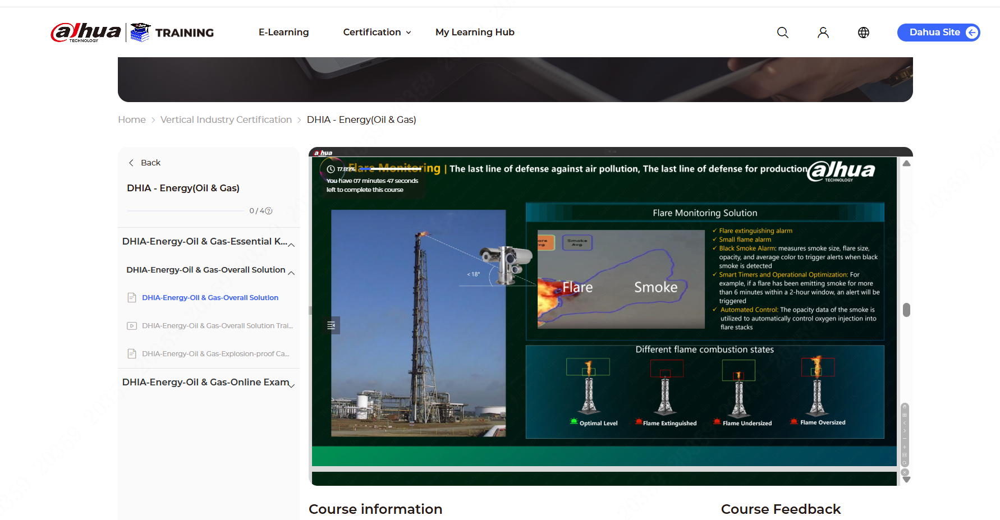 alhua
TECHNOLOGY
TRAINING
E-Learning
Certification
My Learning Hub
Dahua Site
Home > Vertical Industry Certification > DHIA - Energy(Oil & Gas)
Back
DHIA - Energy(Oil & Gas)
0 / 4
DHIA-Energy-Oil & Gas-Essential K...
DHIA-Energy-Oil & Gas-Overall Solution
DHIA-Energy-Oil & Gas-Overall Solution
DHIA-Energy-Oil & Gas-Overall Solution Trai...
DHIA-Energy-Oil & Gas-Explosion-proof Ca...
DHIA-Energy-Oil & Gas-Online Exam
alhua
17.89%
Flare Monitoring | The last line of defense against air pollution, The last line of defense for production
alhua
TECHNOLOGY
You have 07 minutes 47 seconds
left to complete this course
< 18°
Flare Monitoring Solution
Smoke
Avg
Flare
Smoke
✓ Flare extinguishing alarm
✓ Small flame alarm
✓ Black Smoke Alarm: measures smoke size, flare size,
opacity, and average color to trigger alerts when black
smoke is detected
✓ Smart Timers and Operational Optimization: For
example, if a flare has been emitting smoke for more
than 6 minutes within a 2-hour window, an alert will be
triggered
✓ Automated Control: The opacity data of the smoke is
utilized to automatically control oxygen injection into
flare stacks
Different flame combustion states
Optimal Level
Flame Extinguished
Flame Undersized
Flame Oversized
Course information
Course Feedback